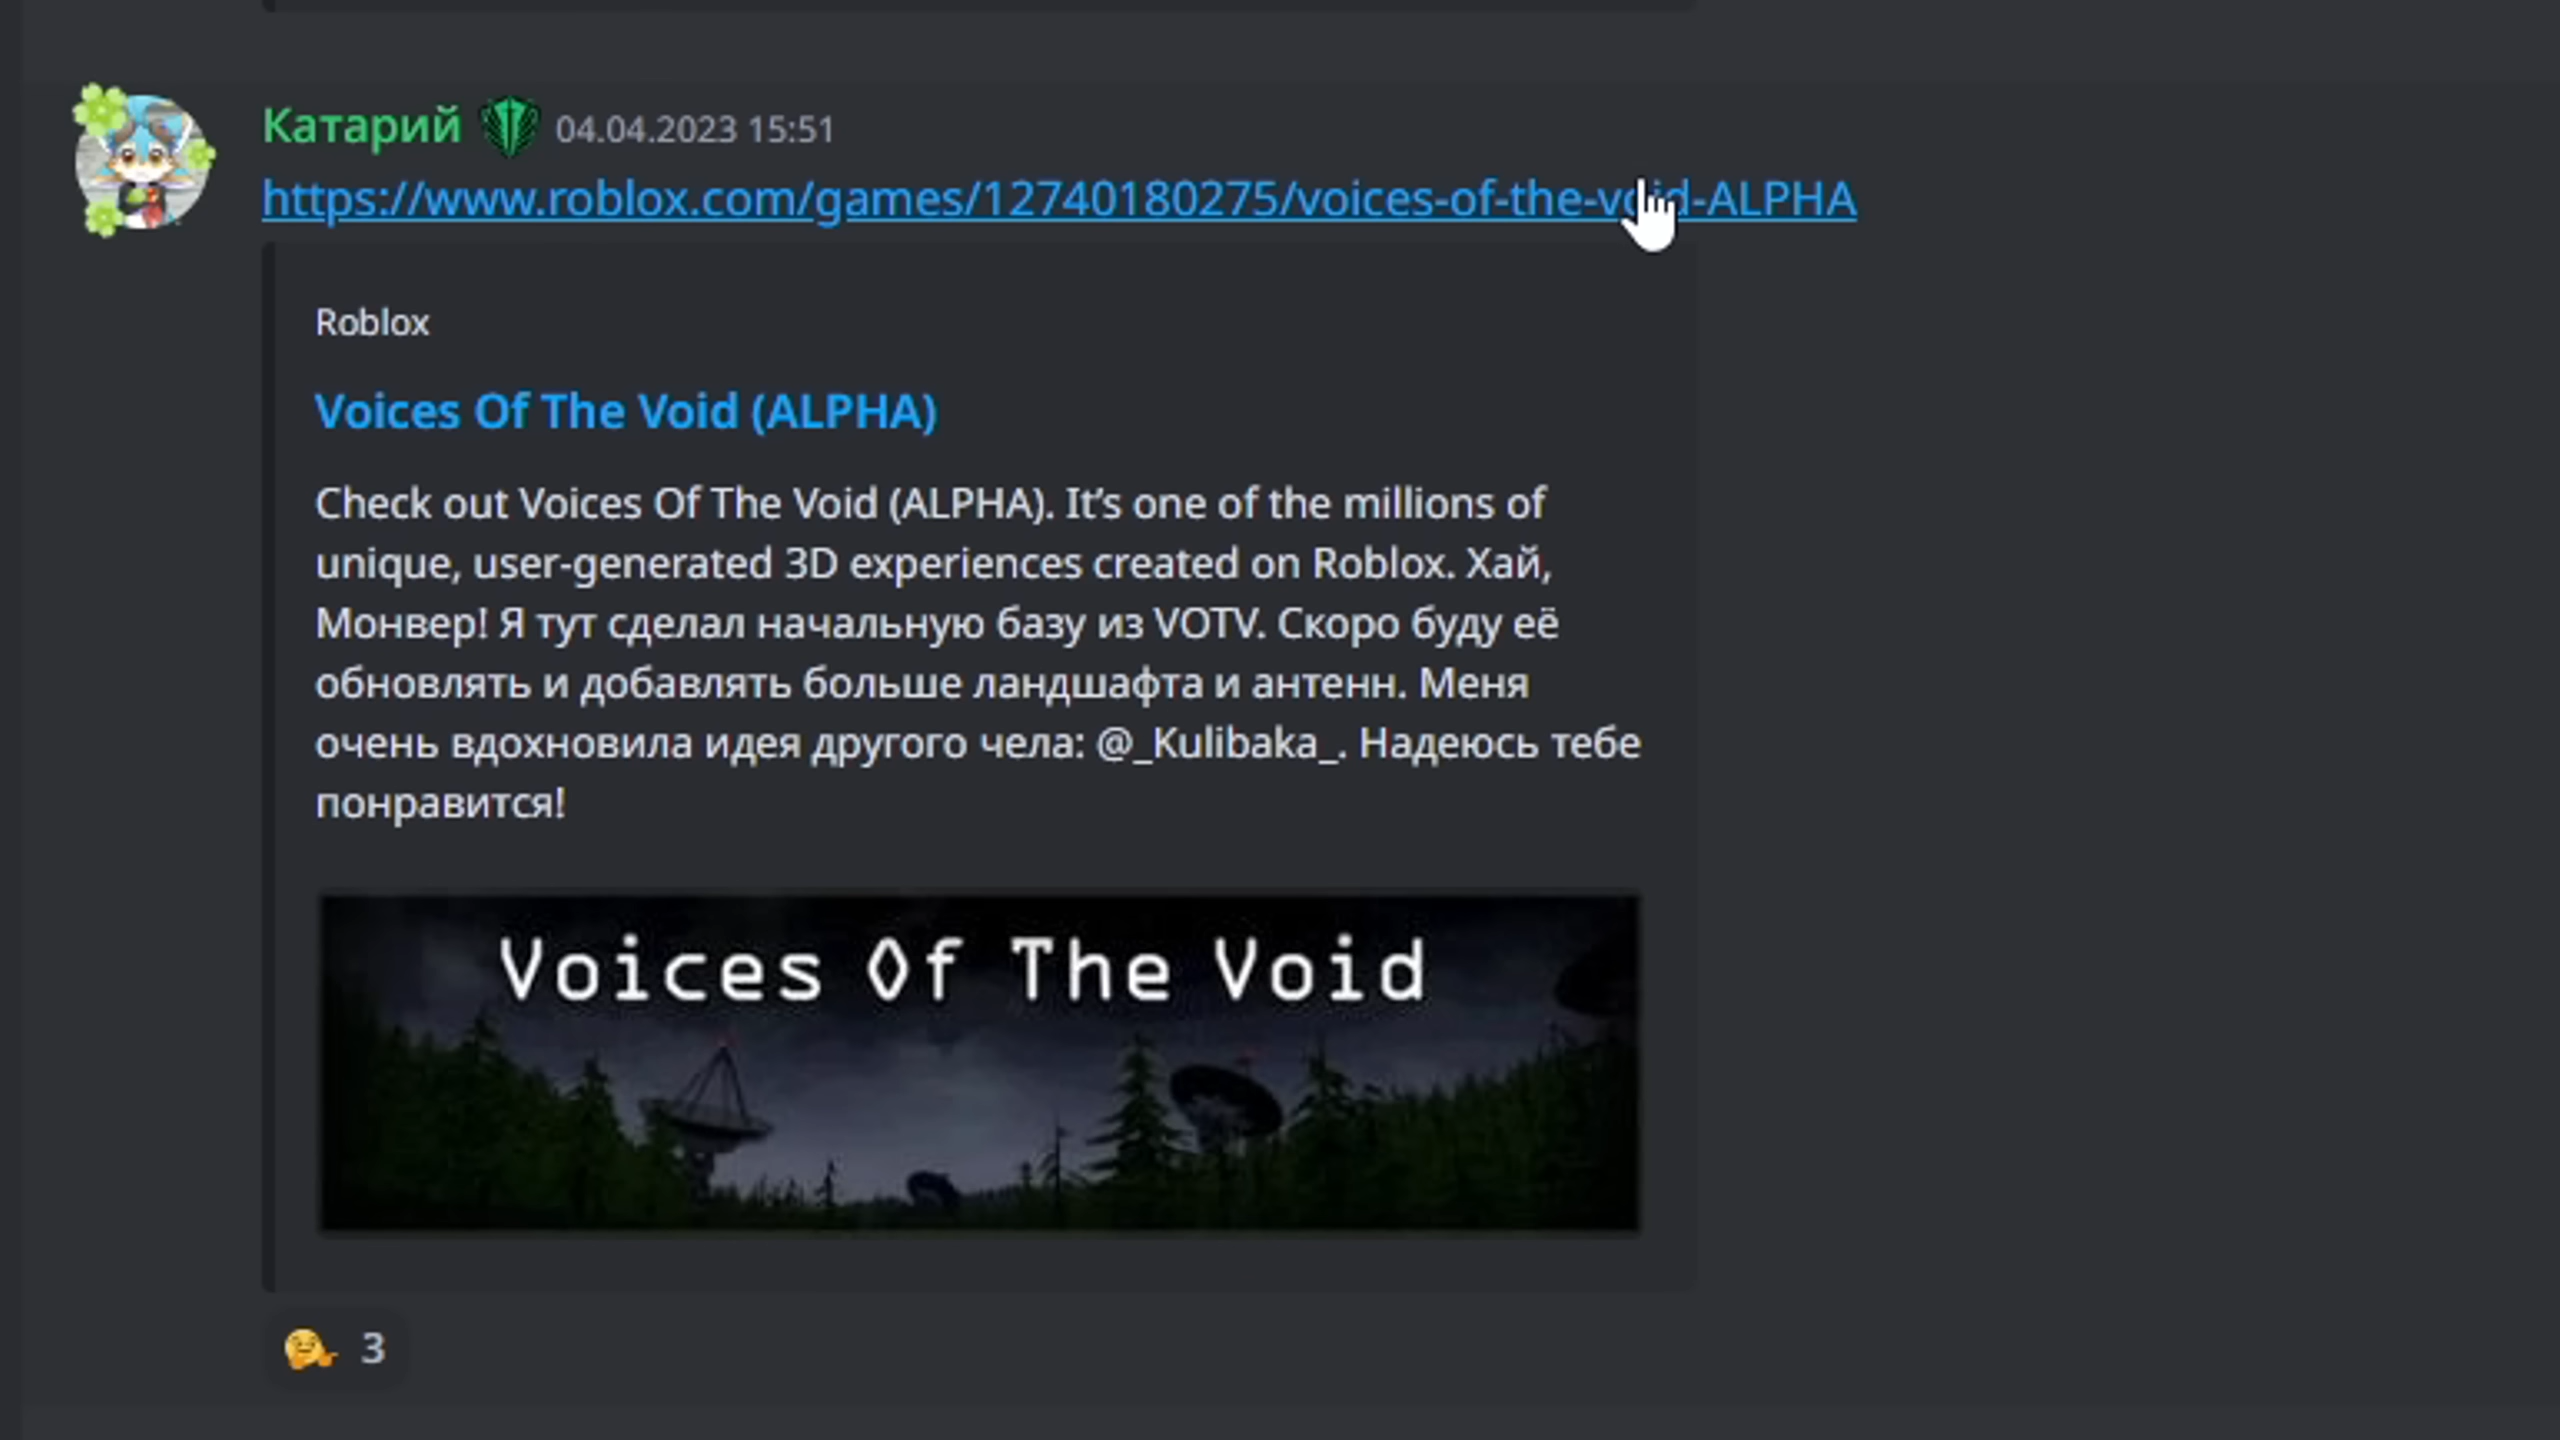 Катарий 04.04.2023 15:51
https://www.roblox.com/games/12740180275/voices-of-the-void-ALPHA
Roblox
Voices Of The Void (ALPHA)
Check out Voices Of The Void (ALPHA). It’s one of the millions of
unique, user-generated 3D experiences created on Roblox. Хай,
Монвер! Я тут сделал начальную базу из VOTV. Скоро буду её
обновлять и добавлять больше ландшафта и антенн. Меня
очень вдохновила идея другого чела: @_Kulibaka_. Надеюсь тебе
понравится!
Voices Of The Void
3